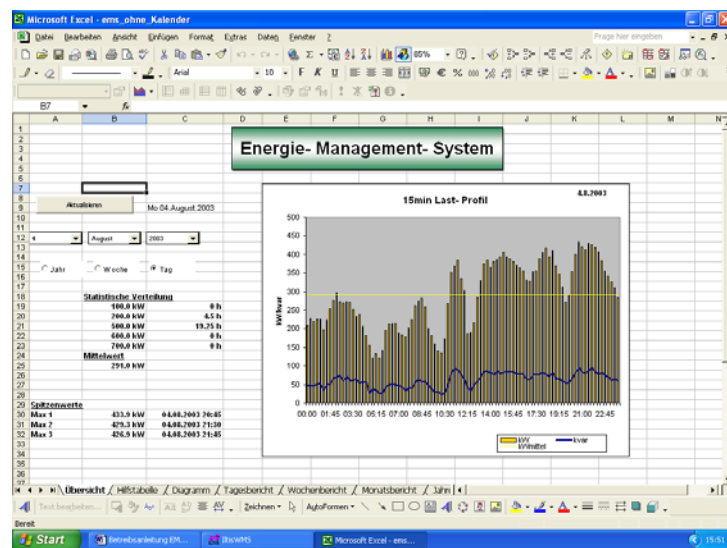 Microsoft Excel - ems_ohne_Kalender
Datei Bearbeiten Ansicht Einfügen Format Extras Daten Fenster ?
Frage hier eingeben
85%
Arial 10 F K U
B7 fx
A B C D E F G H I J K L M N
Energie- Management- System
Aktualisieren
Mo 04.August.2003
4 August 2003
Jahr Woche Tag
Statistische Verteilung
100.0 kW 0 h
200.0 kW 4.5 h
500.0 kW 19.25 h
600.0 kW 0 h
700.0 kW 0 h
Mittelwert
291.0 kW
Spitzenwerte
Max 1 433.9 kW 04.08.2003 20:45
Max 2 429.3 kW 04.08.2003 21:30
Max 3 426.9 kW 04.08.2003 21:45
15min Last- Profil
4.8.2003
500
450
400
350
300
250
200
150
100
50
0
kW/kvar
00:00 01:45 03:30 05:15 07:00 08:45 10:30 12:15 14:00 15:45 17:30 19:15 21:00 22:45
kW kvar
kWmittel
Übersicht / Hilfstabelle / Diagramm / Tagesbericht / Wochenbericht / Monatsbericht / Jahr
Text bearbeiten... Zeichnen AutoFormen
Bereit
Start Betreibsanleitung EM... IbisWMS Microsoft Excel - ems... 15:51